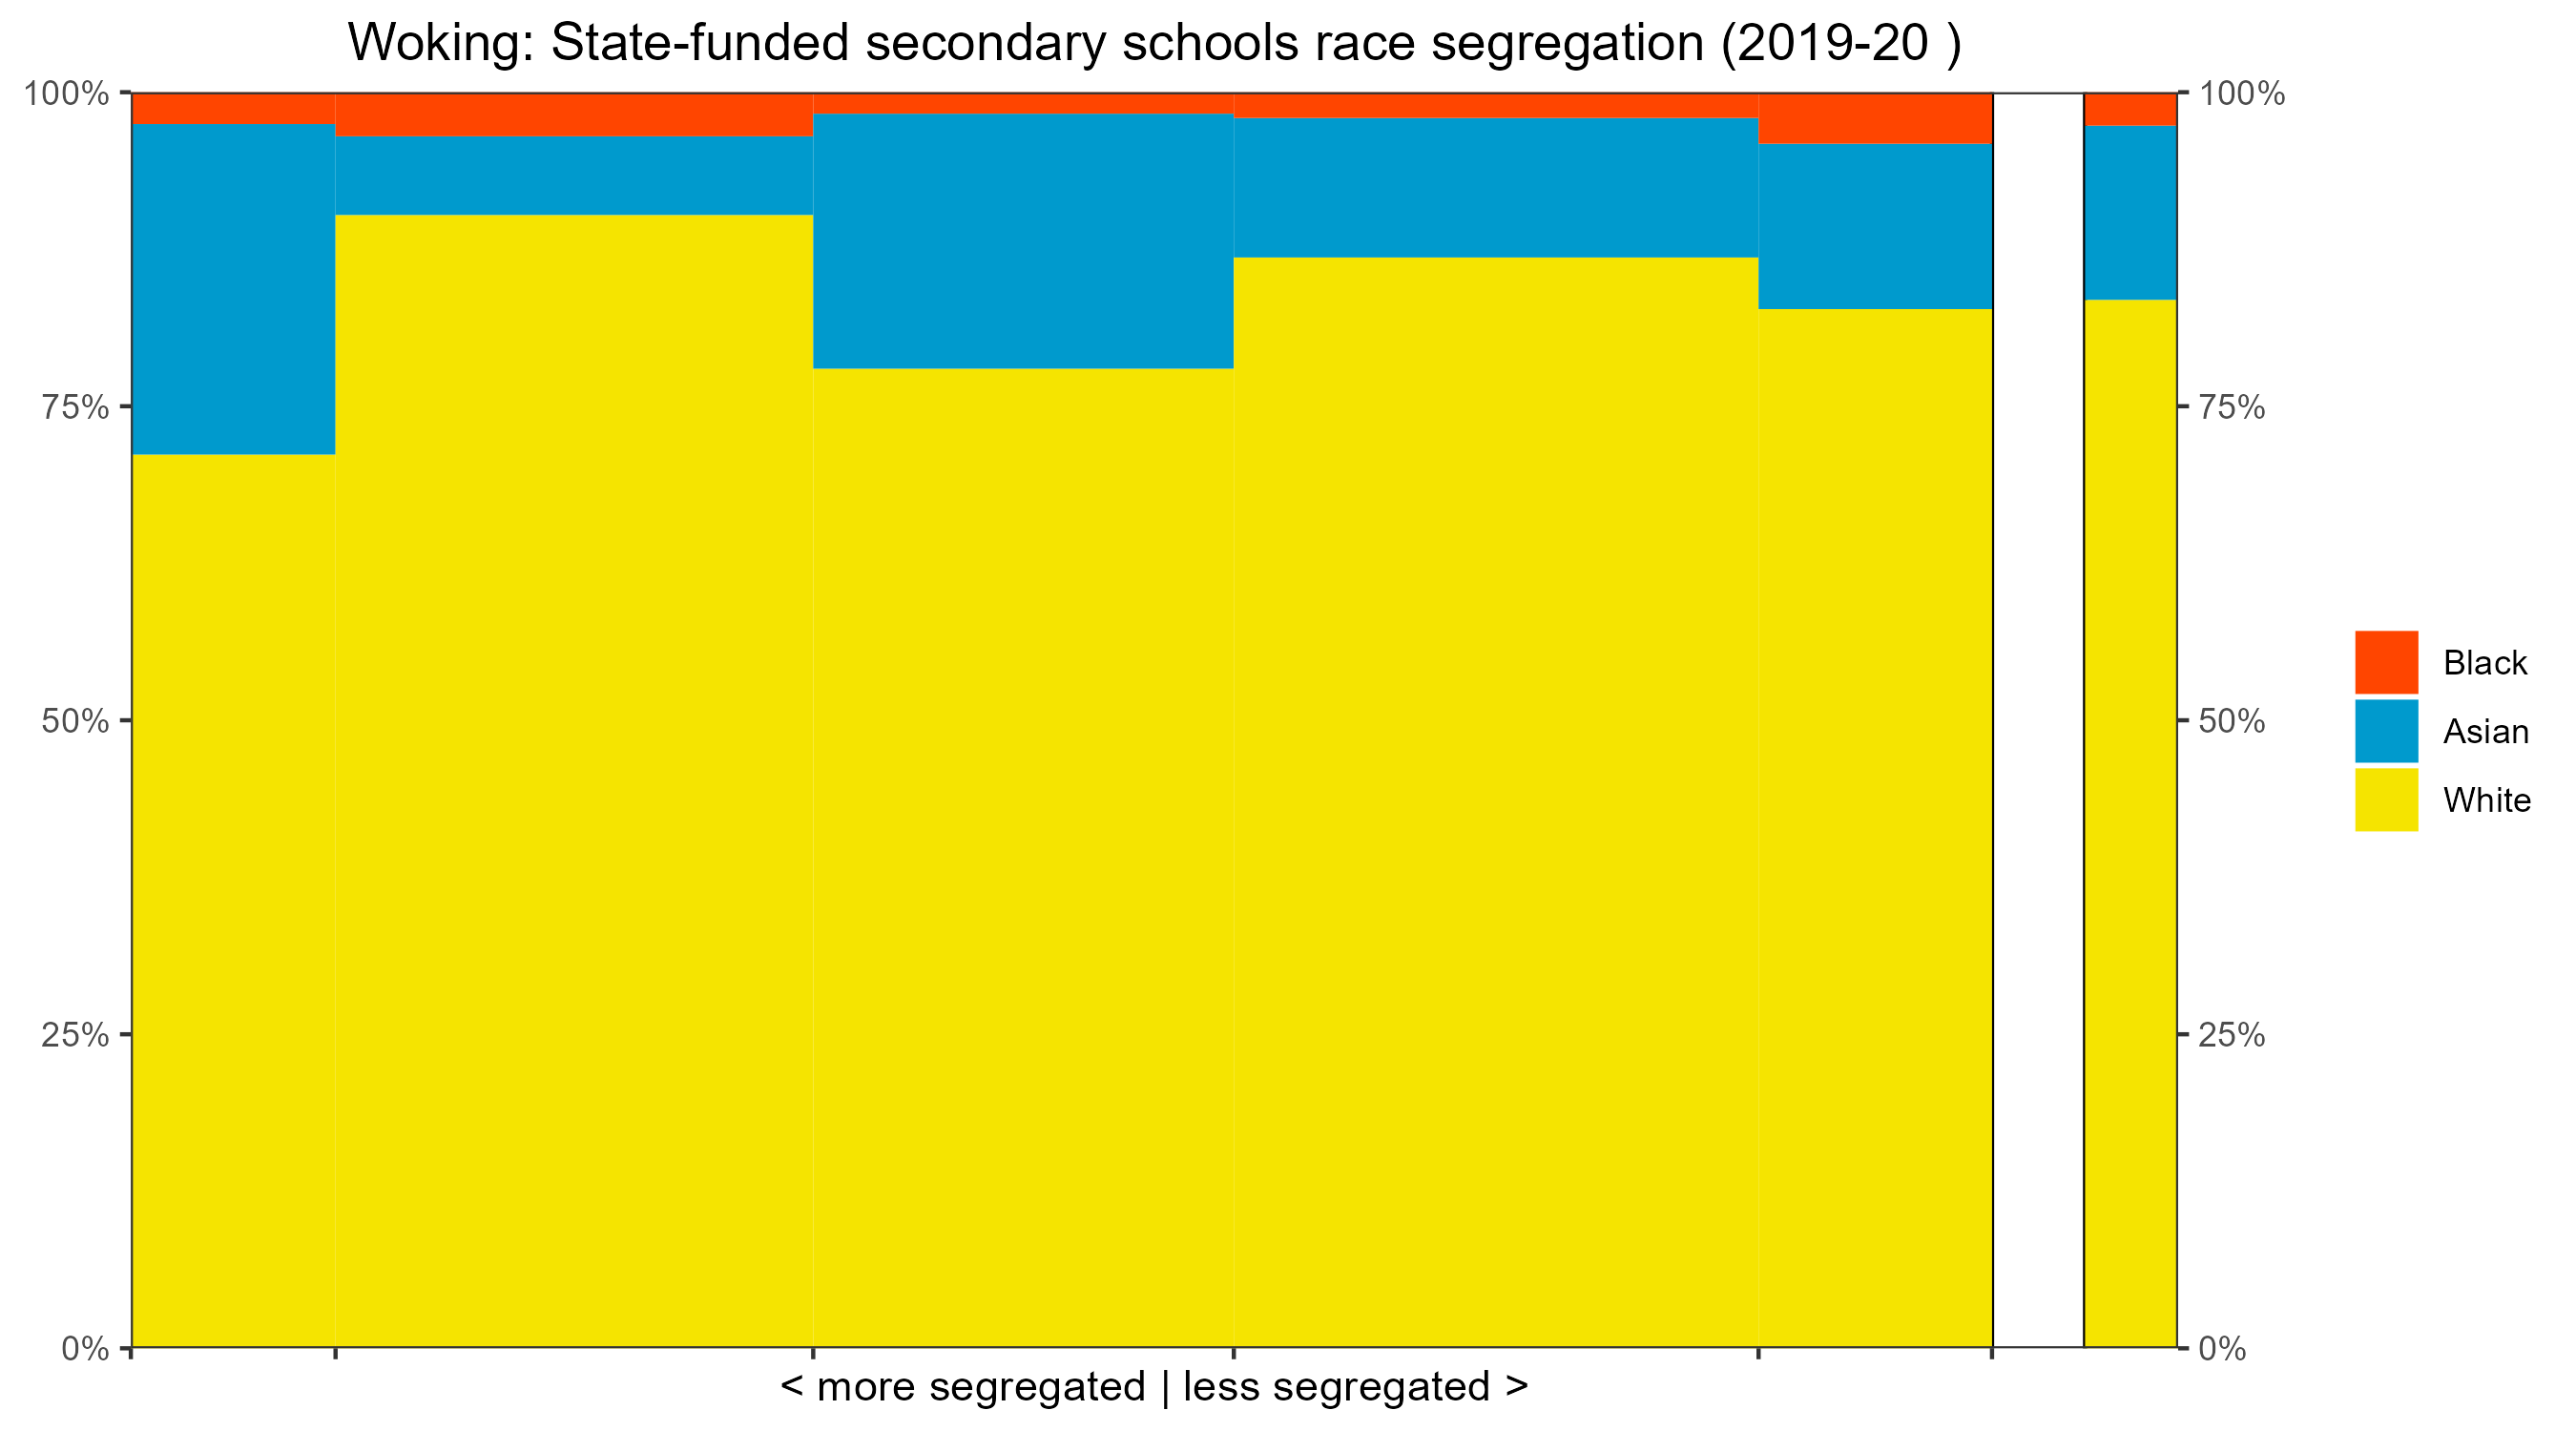 Woking: State-funded secondary schools race segregation (2019-20 )
100%
75%
50%
25%
0%
100%
75%
50%
25%
0%
Black
Asian
White
< more segregated | less segregated >